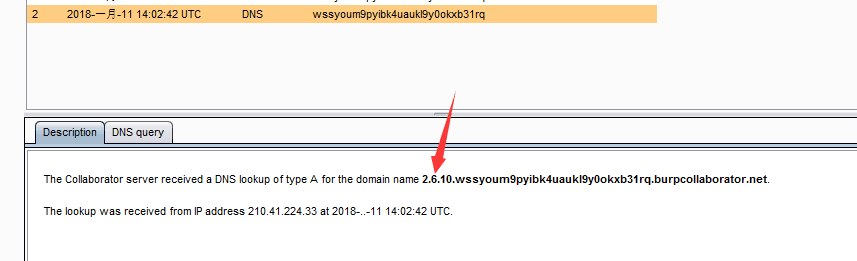 2 2018-一月-11 14:02:42 UTC DNS wssyoum9pyibk4uaukl9y0okxb31rq
Description DNS query
The Collaborator server received a DNS lookup of type A for the domain name 2.6.10.wssyoum9pyibk4uaukl9y0okxb31rq.burpcollaborator.net.
The lookup was received from IP address 210.41.224.33 at 2018-..-11 14:02:42 UTC.